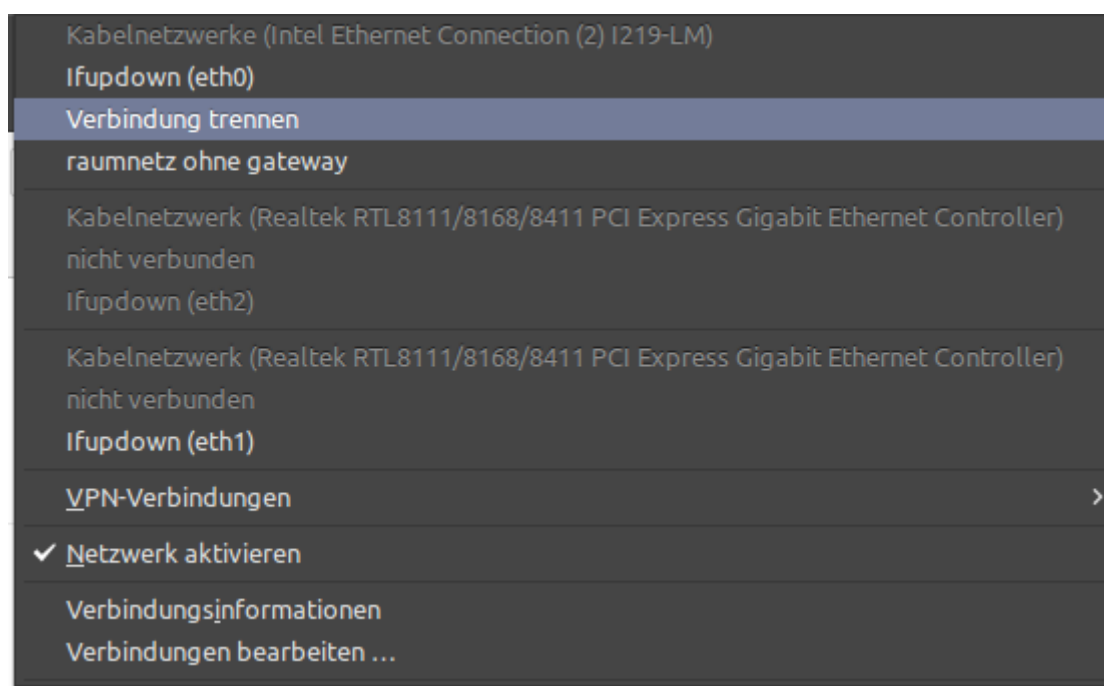 Kabelnetzwerke (Intel Ethernet Connection (2) I219-LM)
Ifupdown (eth0)
Verbindung trennen
raumnetz ohne gateway
Kabelnetzwerk (Realtek RTL8111/8168/8411 PCI Express Gigabit Ethernet Controller)
nicht verbunden
Ifupdown (eth2)
Kabelnetzwerk (Realtek RTL8111/8168/8411 PCI Express Gigabit Ethernet Controller)
nicht verbunden
Ifupdown (eth1)
VPN-Verbindungen
Netzwerk aktivieren
Verbindungsinformationen
Verbindungen bearbeiten …